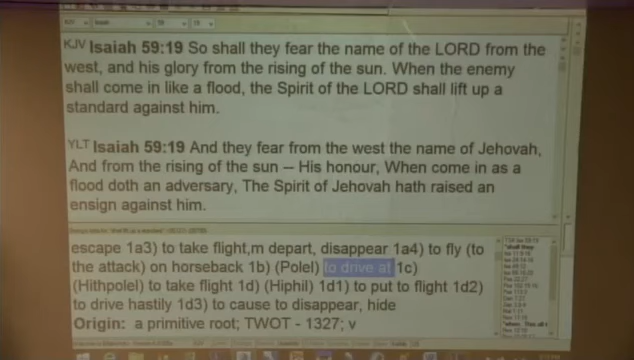 KJV Isaiah 59:19 So shall they fear the name of the LORD from the
west, and his glory from the rising of the sun. When the enemy
shall come in like a flood, the Spirit of the LORD shall lift up a
standard against him.
YLT Isaiah 59:19 And they fear from the west the name of Jehovah,
And from the rising of the sun -- His honour, When come in as a
flood doth an adversary, The Spirit of Jehovah hath raised an
ensign against him.
escape 1a3) to take flight,m depart, disappear 1a4) to fly (to
the attack) on horseback 1b) (Polel) to drive at 1c)
(Hithpolel) to take flight 1d) (Hiphil) 1d1) to put to flight 1d2)
to drive hastily 1d3) to cause to disappear, hide
Origin: a primitive root; TWOT - 1327; v